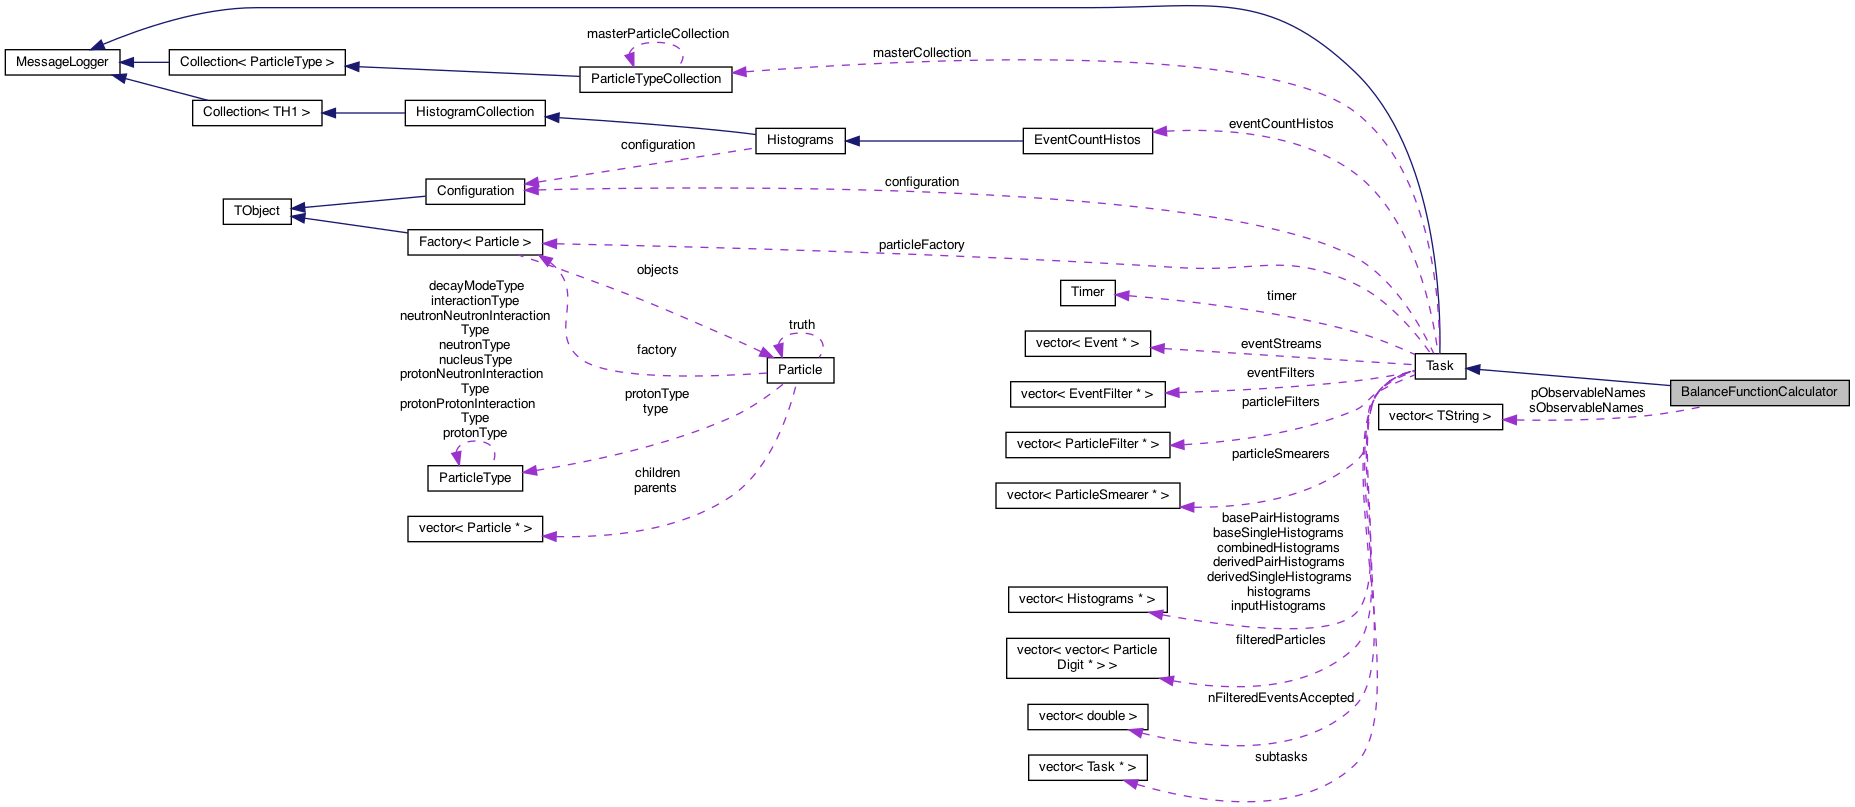 masterParticleCollection
masterCollection
MessageLogger
Collection< ParticleType >
ParticleTypeCollection
Collection< TH1 >
HistogramCollection
eventCountHistos
Histograms
EventCountHistos
configuration
configuration
Configuration
TObject
Factory< Particle >
particleFactory
objects
decayModeType
interactionType
neutronNeutronInteraction
Type
neutronType
nucleusType
protonNeutronInteraction
Type
protonProtonInteraction
Type
protonType
truth
factory
Particle
protonType
type
ParticleType
children
parents
vector< Particle * >
Timer
timer
vector< Event * >
eventStreams
Task
eventFilters
vector< EventFilter * >
particleFilters
BalanceFunctionCalculator
pObservableNames
sObservableNames
vector< TString >
vector< ParticleFilter * >
particleSmearers
vector< ParticleSmearer * >
basePairHistograms
baseSingleHistograms
combinedHistograms
derivedPairHistograms
derivedSingleHistograms
histograms
inputHistograms
vector< Histograms * >
filteredParticles
vector< vector< Particle
Digit * > >
nFilteredEventsAccepted
vector< double >
subtasks
vector< Task * >